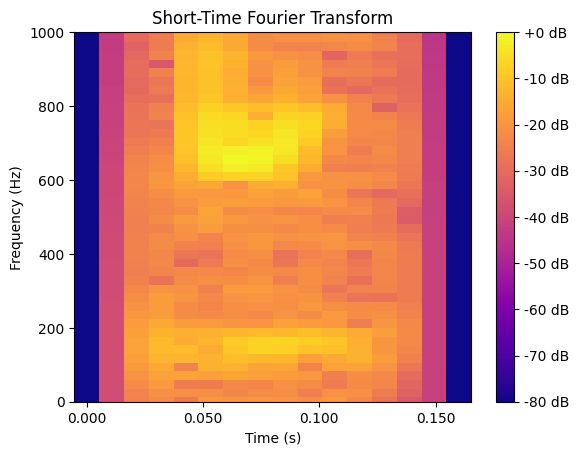 Short-Time Fourier Transform
1000
800
600
400
200
0
Frequency (Hz)
0.000
0.050
0.100
0.150
Time (s)
+0 dB
-10 dB
-20 dB
-30 dB
-40 dB
-50 dB
-60 dB
-70 dB
-80 dB